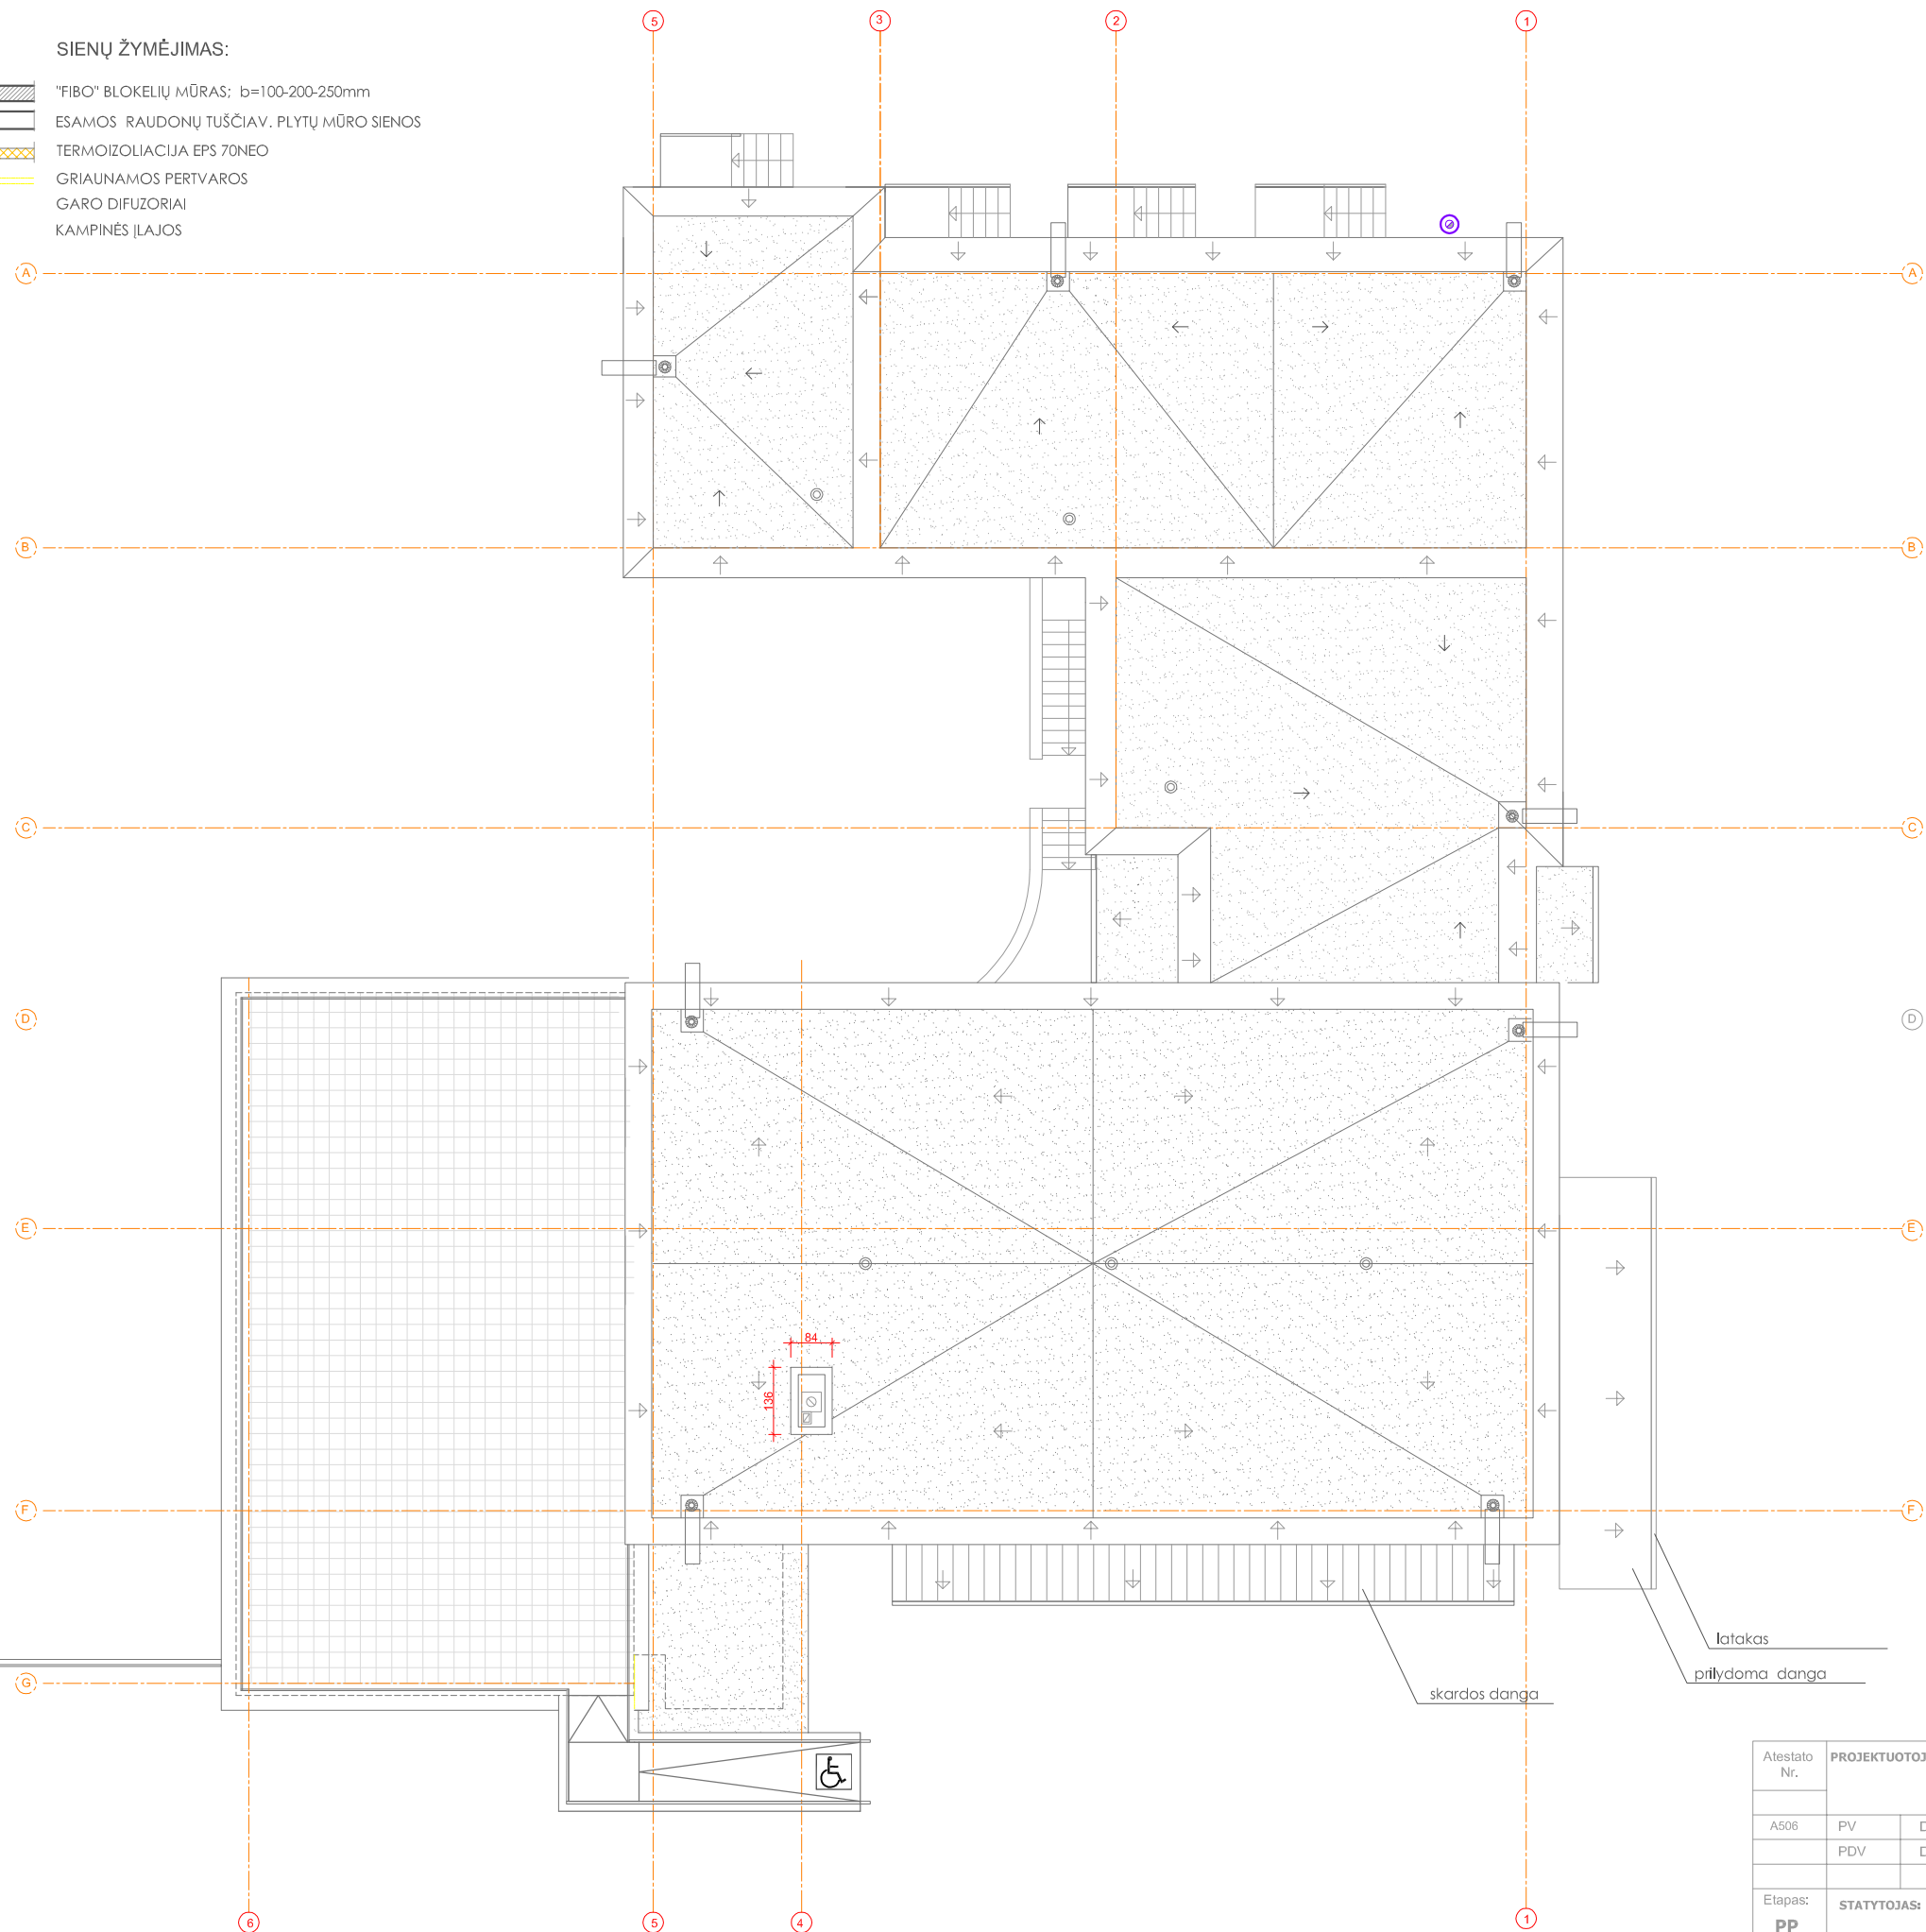 5
3
2
1
SIENŲ ŽYMĖJIMAS:
"FIBO" BLOKELIŲ MŪRAS; b=100-200-250mm
ESAMOS RAUDONŲ TUŠČIAV. PLYTŲ MŪRO SIENOS
TERMOIZOLIACIJA EPS 70NEO
GRIAUNAMOS PERTVAROS
GARO DIFUZORIAI
KAMPINĖS ĮLAJOS
A
A
B
B
C
C
D
D
E
E
84
136
F
F
latakas
prilydoma danga
G
skardos danga
Atestato Nr.
PROJEKTUOTOJ
A506
PV
D
PDV
D
Etapas:
STATYTOJAS:
PP
6
5
4
1